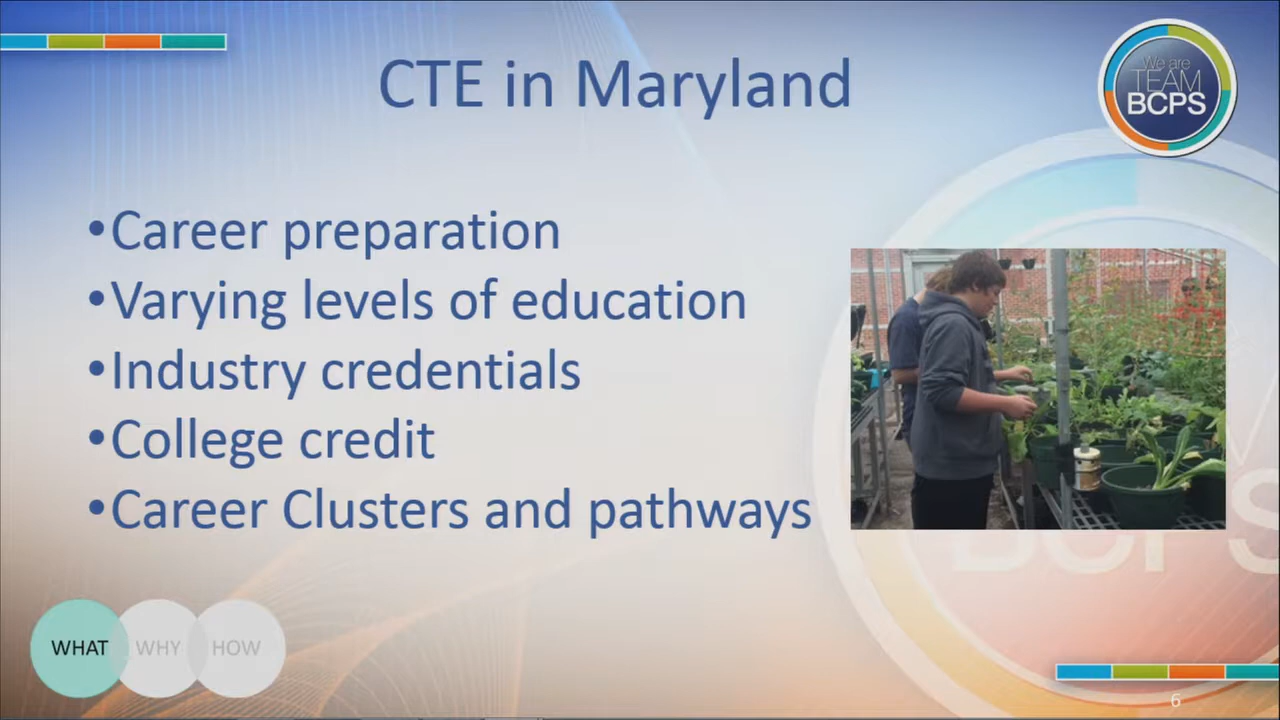 CTE in Maryland
We are
TEAM
BCPS
•Career preparation
•Varying levels of education
•Industry credentials
•College credit
•Career Clusters and pathways
BCPS
WHAT
WHY
HOW
6